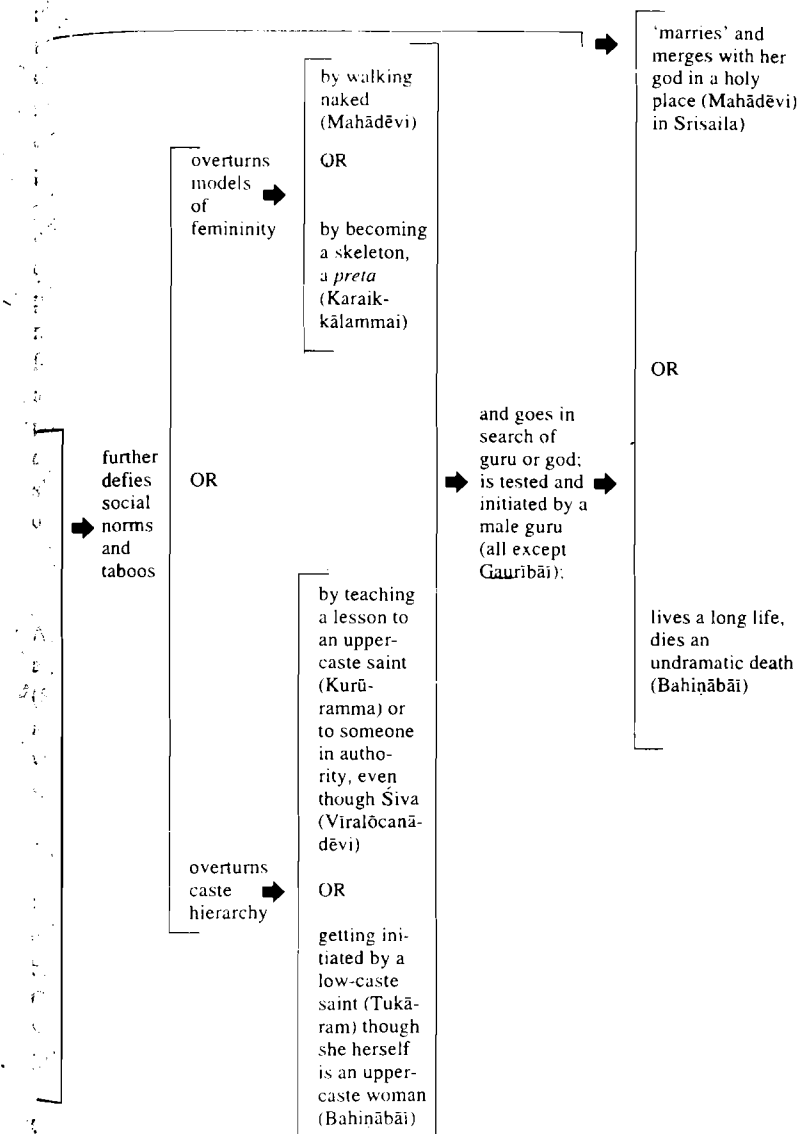 further
defies
social
norms
and
taboos
overturns
models
of
femininity
OR
overturns
caste
hierarchy
by walking
naked
(Mahādēvi)
OR
by becoming
a skeleton,
a preta
(Karaik-
kālammai)
by teaching
a lesson to
an upper-
caste saint
(Kurū-
ramma) or
to someone
in autho-
rity, even
though Śiva
(Vīralōcanā-
dēvi)
OR
getting ini-
tiated by a
low-caste
saint (Tukā-
ram) though
she herself
is an upper-
caste woman
(Bahinābāi)
and goes in
search of
guru or god;
is tested and
initiated by a
male guru
(all except
Gaurībāi);
'marries' and
merges with her
god in a holy
place (Mahādēvi)
in Srisaila)
OR
lives a long life,
dies an
undramatic death
(Bahiṇābāi)